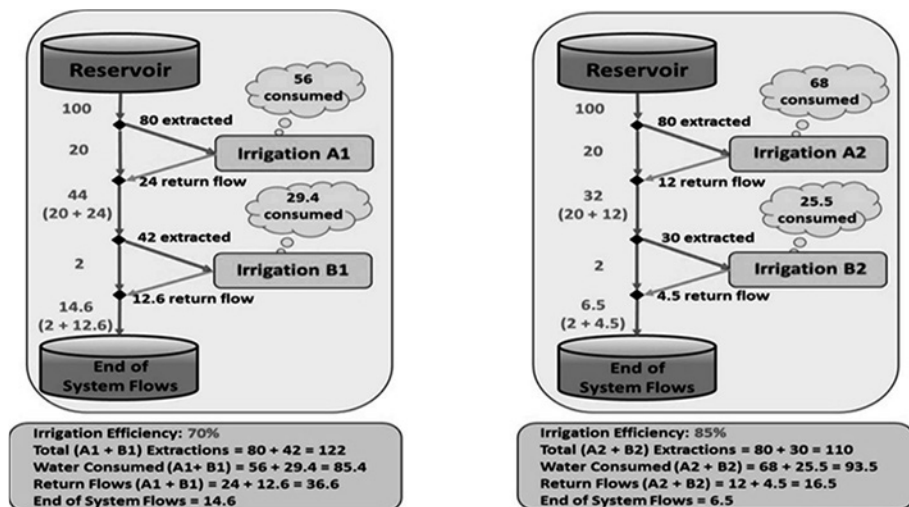 Reservoir
56
consumed
100
80 extracted
20
Irrigation A1
24 return flow
44
(20 + 24)
29.4
consumed
42 extracted
2
Irrigation B1
12.6 return flow
14.6
(2 + 12.6)
End of
System Flows
Irrigation Efficiency: 70%
Total (A1 + B1) Extractions = 80 + 42 = 122
Water Consumed (A1+ B1) = 56 + 29.4 = 85.4
Return Flows (A1 + B1) = 24 + 12.6 = 36.6
End of System Flows = 14.6
Reservoir
68
consumed
100
80 extracted
20
Irrigation A2
12 return flow
32
(20 + 12)
25.5
consumed
30 extracted
2
Irrigation B2
4.5 return flow
6.5
(2 + 4.5)
End of
System Flows
Irrigation Efficiency: 85%
Total (A2 + B2) Extractions = 80 + 30 = 110
Water Consumed (A2 + B2) = 68 + 25.5 = 93.5
Return Flows (A2 + B2) = 12 + 4.5 = 16.5
End of System Flows = 6.5